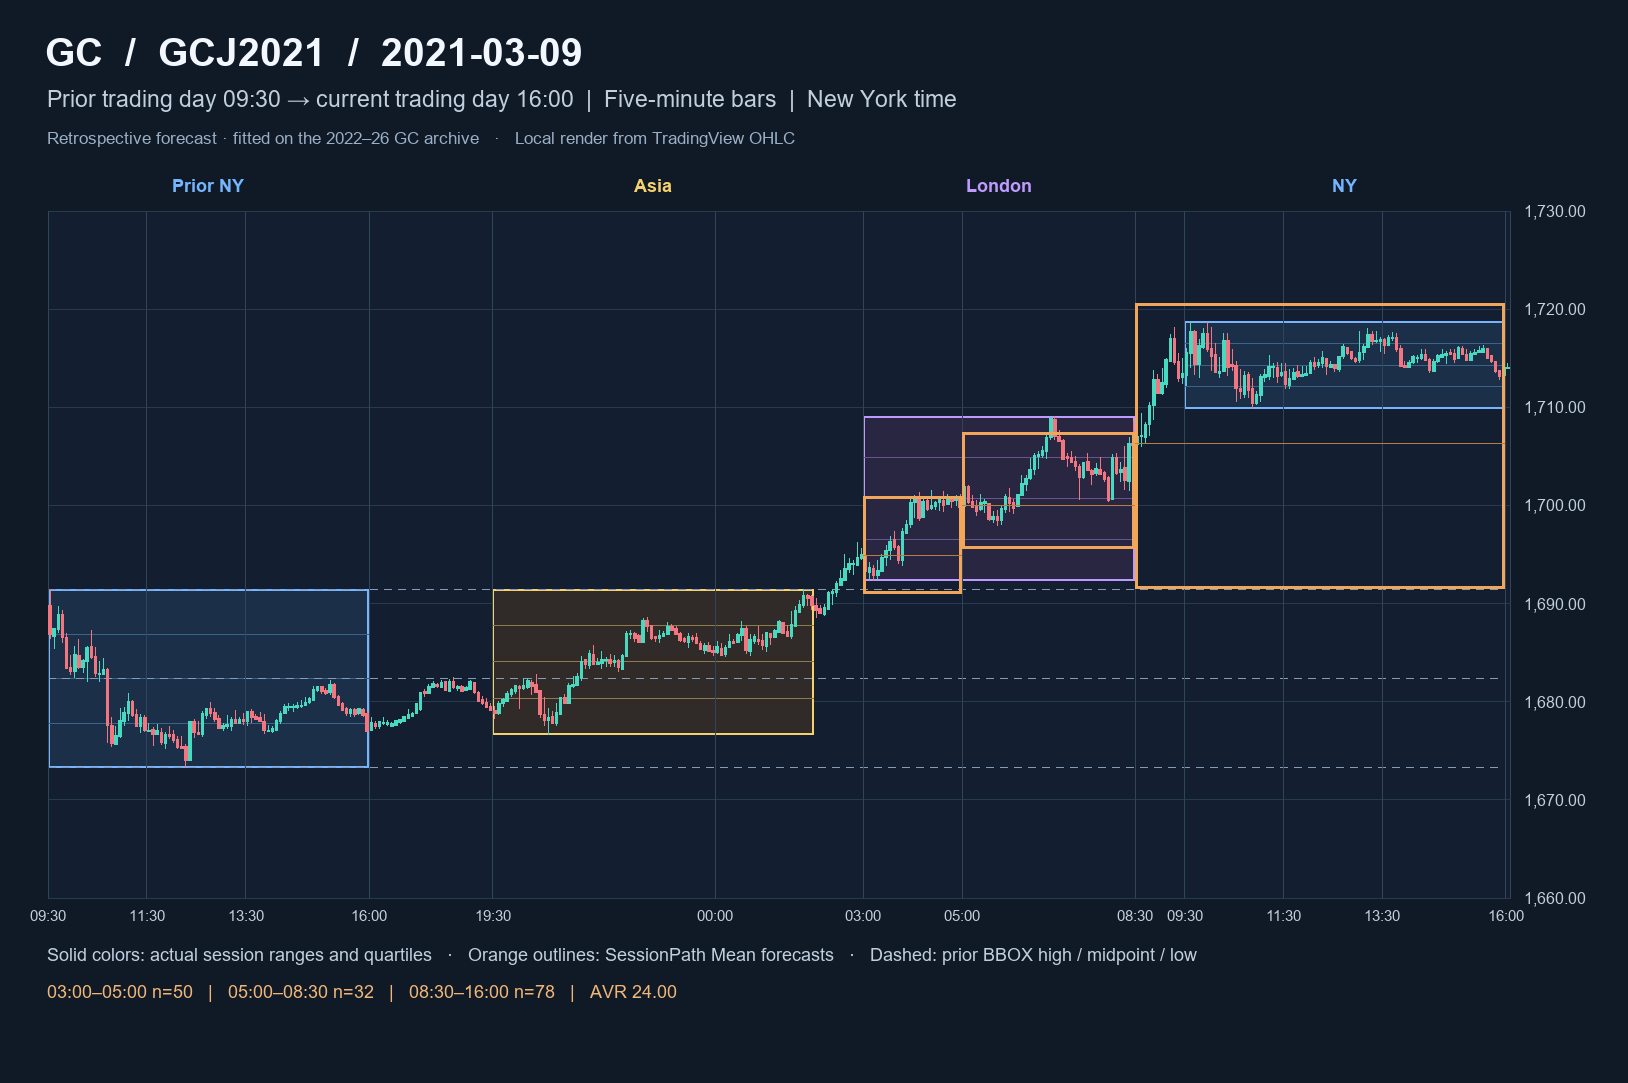 GC / GCJ2021 / 2021-03-09
Prior trading day 09:30 → current trading day 16:00 | Five-minute bars | New York time
Retrospective forecast · fitted on the 2022–26 GC archive · Local render from TradingView OHLC
Prior NY Asia London NY
1,730.00
1,720.00
1,710.00
1,700.00
1,690.00
1,680.00
1,670.00
1,660.00
09:30 11:30 13:30 16:00 19:30 00:00 03:00 05:00 08:30 09:30 11:30 13:30 16:00
Solid colors: actual session ranges and quartiles · Orange outlines: SessionPath Mean forecasts · Dashed: prior BBOX high / midpoint / low
03:00–05:00 n=50 | 05:00–08:30 n=32 | 08:30–16:00 n=78 | AVR 24.00